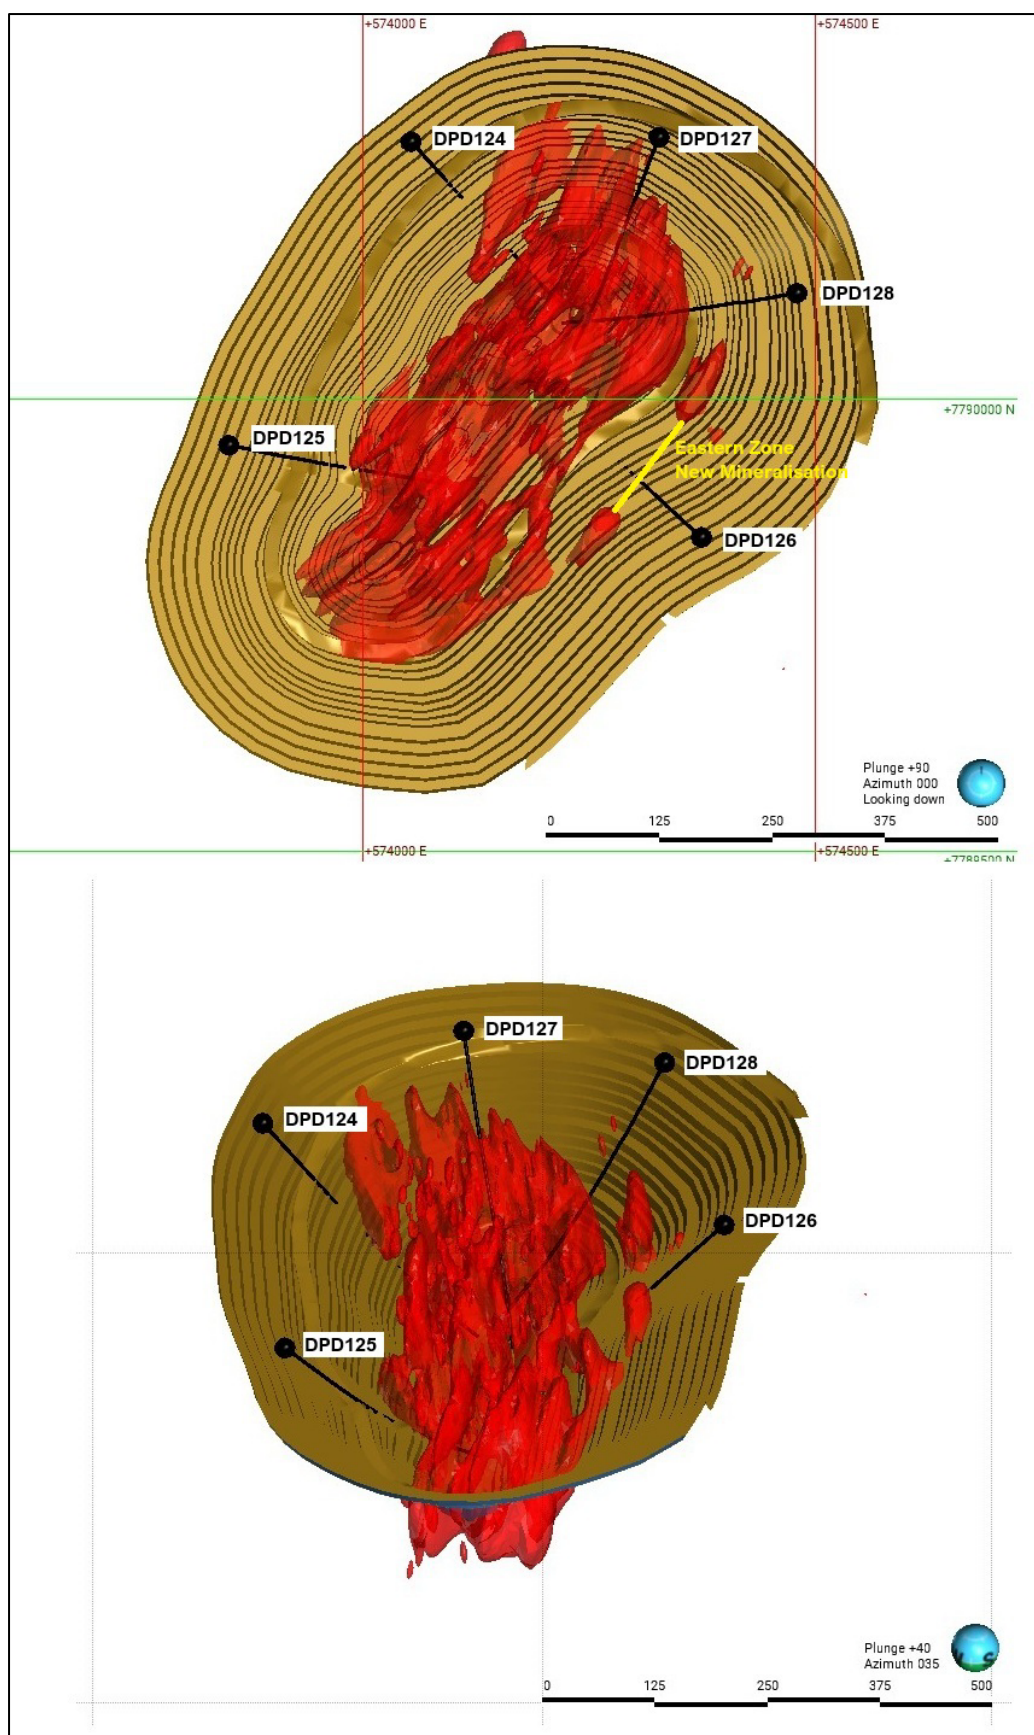 +574000 E
+574500 E
DPD124
DPD127
DPD128
+7790000 N
DPD125
Eastern Zone
New Mineralisation
DPD126
Plunge +90
Azimuth 000
Looking down
0 125 250 375 500
+574000 E
+574500 E
+7789500 N
DPD127
DPD128
DPD124
DPD126
DPD125
Plunge +40
Azimuth 035
0 125 250 375 500